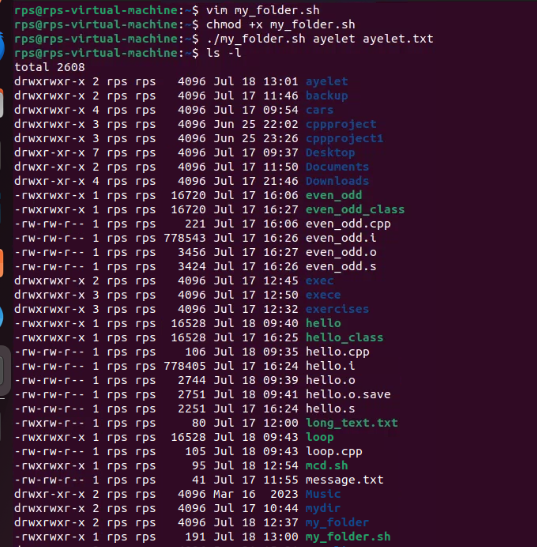 rps@rps-virtual-machine:~$ vim my_folder.sh
rps@rps-virtual-machine:~$ chmod +x my_folder.sh
rps@rps-virtual-machine:~$ ./my_folder.sh ayelet ayelet.txt
rps@rps-virtual-machine:~$ ls -l
total 2608
drwxrwxr-x 2 rps rps 4096 Jul 18 13:01 ayelet
drwxrwxr-x 2 rps rps 4096 Jul 17 11:46 backup
drwxrwxr-x 4 rps rps 4096 Jul 17 09:54 cars
drwxrwxr-x 3 rps rps 4096 Jun 25 22:02 cppproject
drwxrwxr-x 3 rps rps 4096 Jun 25 23:26 cppproject1
drwxr-xr-x 7 rps rps 4096 Jul 17 09:37 Desktop
drwxr-xr-x 2 rps rps 4096 Jul 17 11:50 Documents
drwxr-xr-x 4 rps rps 4096 Jul 17 21:46 Downloads
-rwxrwxr-x 1 rps rps 16720 Jul 17 16:06 even_odd
-rwxrwxr-x 1 rps rps 16720 Jul 17 16:27 even_odd_class
-rw-rw-r-- 1 rps rps 221 Jul 17 16:06 even_odd.cpp
-rw-rw-r-- 1 rps rps 778543 Jul 17 16:26 even_odd.i
-rw-rw-r-- 1 rps rps 3456 Jul 17 16:27 even_odd.o
-rw-rw-r-- 1 rps rps 3424 Jul 17 16:26 even_odd.s
drwxrwxr-x 2 rps rps 4096 Jul 17 12:45 exec
drwxrwxr-x 3 rps rps 4096 Jul 17 12:50 exece
drwxrwxr-x 3 rps rps 4096 Jul 17 12:32 exercises
-rwxrwxr-x 1 rps rps 16528 Jul 18 09:40 hello
-rwxrwxr-x 1 rps rps 16528 Jul 17 16:25 hello_class
-rw-rw-r-- 1 rps rps 106 Jul 18 09:35 hello.cpp
-rw-rw-r-- 1 rps rps 778405 Jul 17 16:24 hello.i
-rw-rw-r-- 1 rps rps 2744 Jul 18 09:39 hello.o
-rw-rw-r-- 1 rps rps 2751 Jul 18 09:41 hello.o.save
-rw-rw-r-- 1 rps rps 2251 Jul 17 16:24 hello.s
-rwxrwxr-- 1 rps rps 80 Jul 17 12:00 long_text.txt
-rwxrwxr-x 1 rps rps 16528 Jul 18 09:43 loop
-rw-rw-r-- 1 rps rps 105 Jul 18 09:43 loop.cpp
-rwxrwxr-x 1 rps rps 95 Jul 18 12:54 mcd.sh
-rw-rw-r-- 1 rps rps 41 Jul 17 11:55 message.txt
drwxr-xr-x 2 rps rps 4096 Mar 16 2023 Music
drwxrwxr-x 2 rps rps 4096 Jul 17 10:44 mydir
drwxrwxr-x 2 rps rps 4096 Jul 18 12:37 my_folder
-rwxrwxr-x 1 rps rps 191 Jul 18 13:00 my_folder.sh